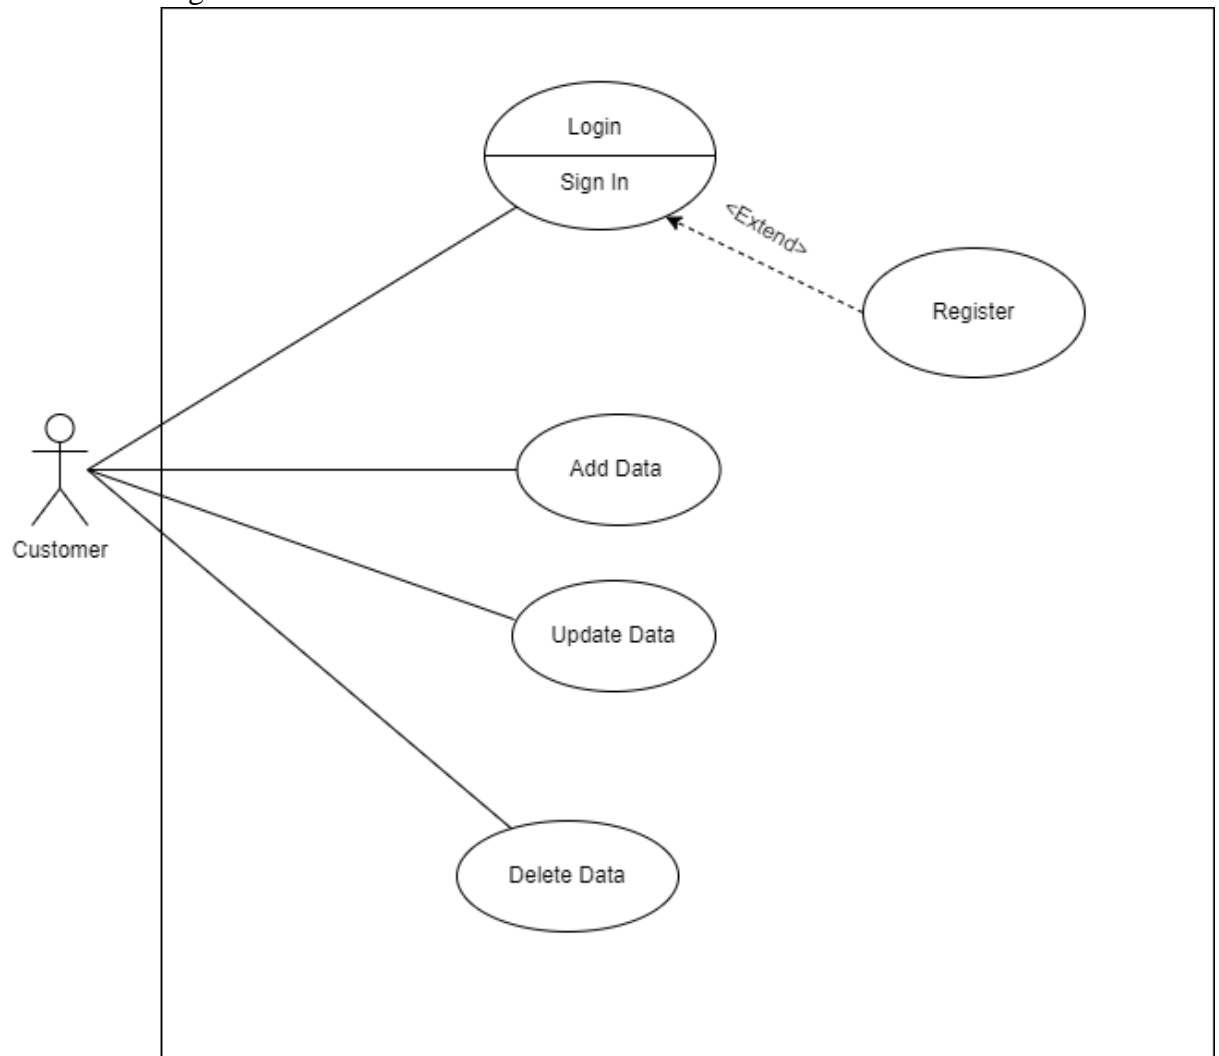 Login
Sign In
<Extend>
Register
Add Data
Customer
Update Data
Delete Data